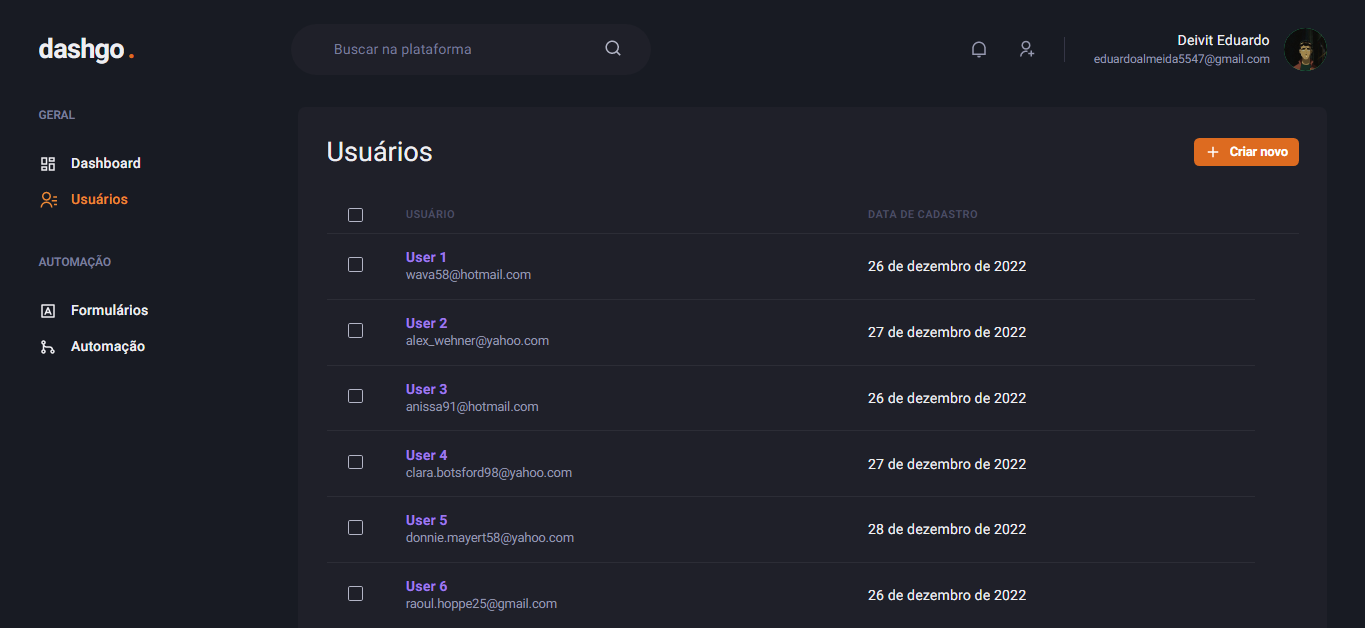 dashgo.
Buscar na plataforma
Deivit Eduardo
eduardoalmeida5547@gmail.com
GERAL
Dashboard
Usuários
AUTOMAÇÃO
Formulários
Automação
Usuários
+ Criar novo
USUÁRIO DATA DE CADASTRO
User 1
wava58@hotmail.com
26 de dezembro de 2022
User 2
alex_wehner@yahoo.com
27 de dezembro de 2022
User 3
anissa91@hotmail.com
26 de dezembro de 2022
User 4
clara.botsford98@yahoo.com
27 de dezembro de 2022
User 5
donnie.mayert58@yahoo.com
28 de dezembro de 2022
User 6
raoul.hoppe25@gmail.com
26 de dezembro de 2022